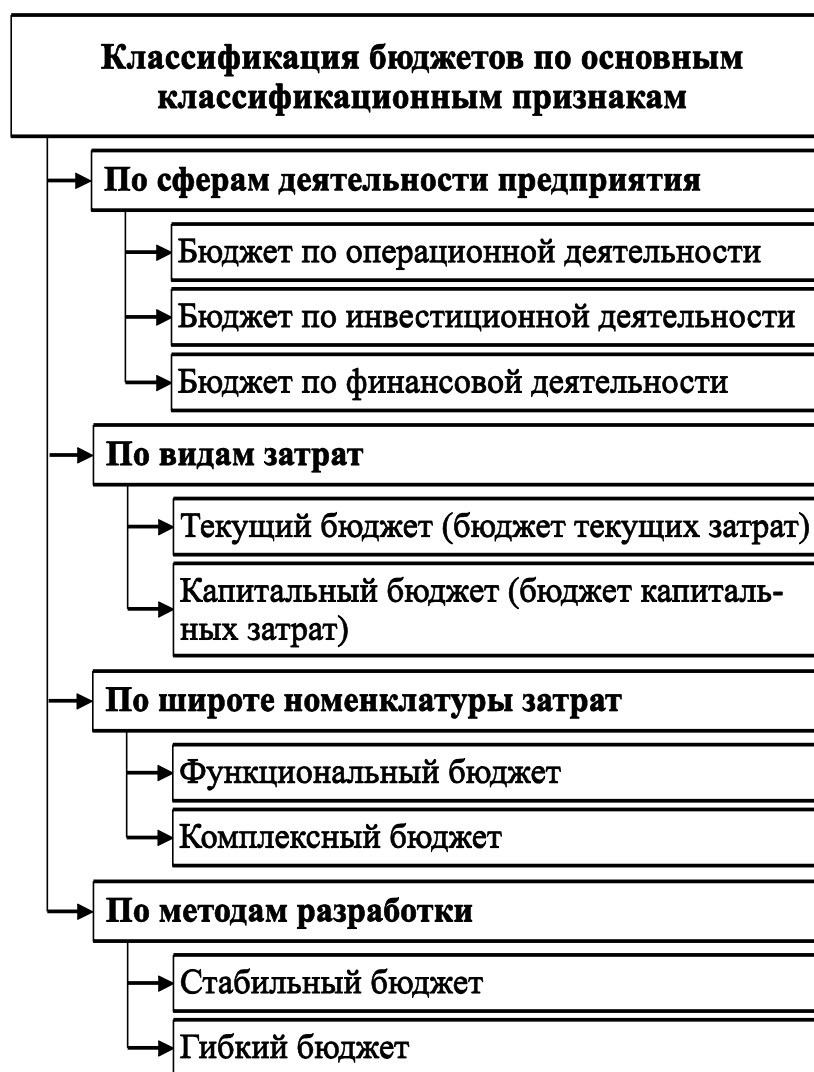 Классификация бюджетов по основным
классификационным признакам
По сферам деятельности предприятия
Бюджет по операционной деятельности
Бюджет по инвестиционной деятельности
Бюджет по финансовой деятельности
По видам затрат
Текущий бюджет (бюджет текущих затрат)
Капитальный бюджет (бюджет капиталь-
ных затрат)
По широте номенклатуры затрат
Функциональный бюджет
Комплексный бюджет
По методам разработки
Стабильный бюджет
Гибкий бюджет